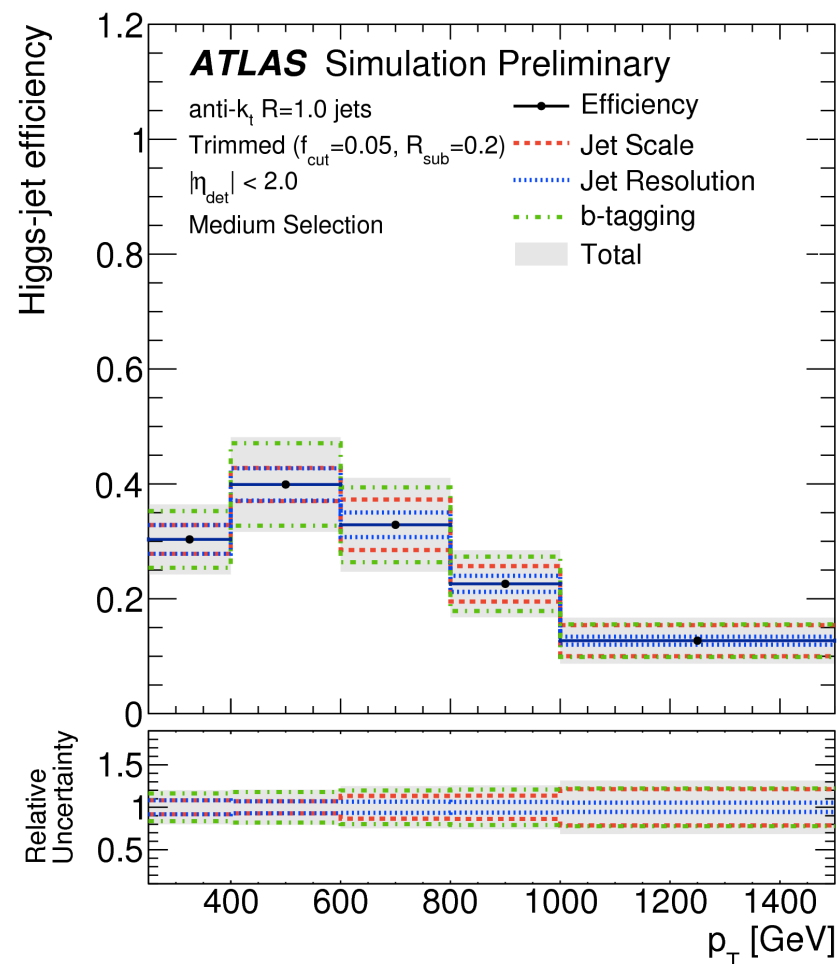 Higgs-jet efficiency
1.2
1
0.8
0.6
0.4
0.2
0
ATLAS Simulation Preliminary
anti-kt R=1.0 jets
Trimmed (fcut=0.05, Rsub=0.2)
|ηdet| < 2.0
Medium Selection
Efficiency
Jet Scale
Jet Resolution
b-tagging
Total
Relative
Uncertainty
1.5
1
0.5
400 600 800 1000 1200 1400
pT [GeV]